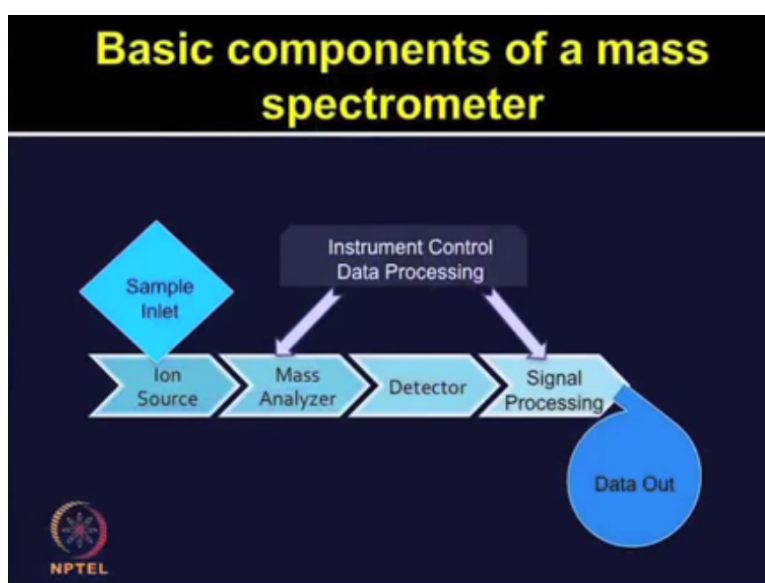 Basic components of a mass
spectrometer
Instrument Control
Data Processing
Sample
Inlet
Ion
Source
Mass
Analyzer
Detector
Signal
Processing
Data Out
NPTEL